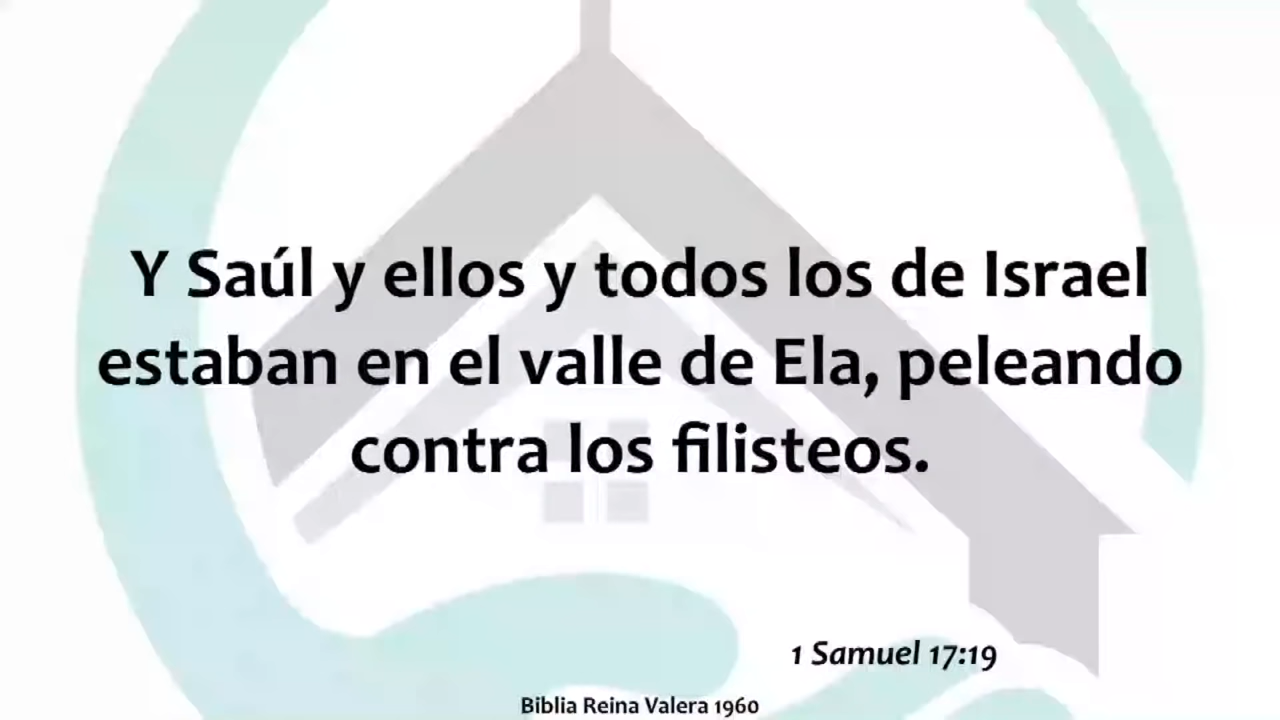 Y Saúl y ellos y todos los de Israel
estaban en el valle de Ela, peleando
contra los filisteos.
1 Samuel 17:19
Biblia Reina Valera 1960